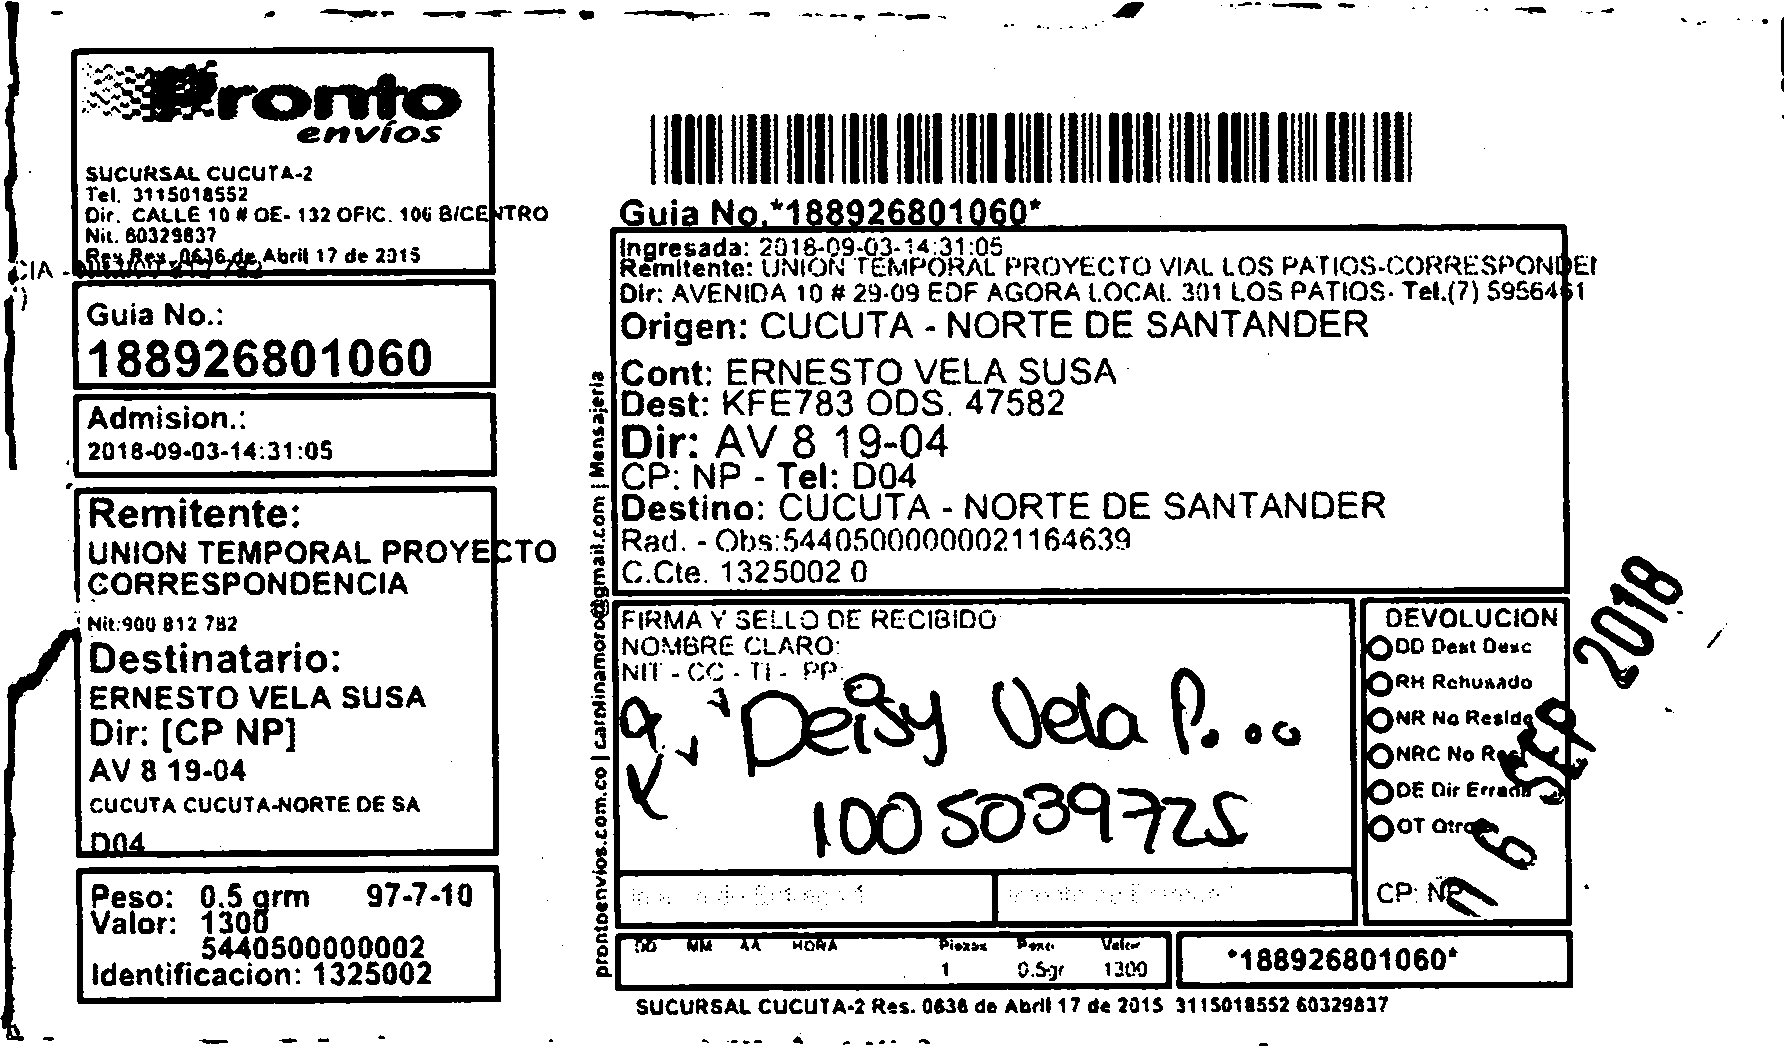 Pronto
envíos
SUCURSAL CUCUTA-2
Tel. 3115018552
Dir. CALLE 10 # OE- 132 OFIC. 106 B/CENTRO
Nit. 60329837
Res. 0636 de Abril 17 de 2015
CIA -
Guia No.:
188926801060
Admision.:
2018-09-03-14:31:05
Remitente:
UNION TEMPORAL PROYECTO
CORRESPONDENCIA
Nit:900 812 782
Destinatario:
ERNESTO VELA SUSA
Dir: [CP NP]
AV 8 19-04
CUCUTA CUCUTA-NORTE DE SA
D04
Peso: 0.5 grm 97-7-10
Valor: 1300
5440500000002
Identificacion: 1325002
prontoenvios.com.co | carolinamoro@gmail.com | Mensajeria
Guia No.*188926801060*
Ingresada: 2018-09-03-14:31:05
Remitente: UNION TEMPORAL PROYECTO VIAL LOS PATIOS-CORRESPONDEI
Dir: AVENIDA 10 # 29-09 EDF AGORA LOCAL 301 LOS PATIOS- Tel.(7) 5956461
Origen: CUCUTA - NORTE DE SANTANDER
Cont: ERNESTO VELA SUSA
Dest: KFE783 ODS. 47582
Dir: AV 8 19-04
CP: NP - Tel: D04
Destino: CUCUTA - NORTE DE SANTANDER
Rad. - Obs:544050000000021164639
C.Cte. 1325002 0
FIRMA Y SELLO DE RECIBIDO
NOMBRE CLARO:
NIT - CC - TI - PP:
Deisy Vela P...
1005039725
DEVOLUCION
DD Dest Desc
RH Rehusado
NR No Reside
NRC No Rec
DE Dir Errada
OT Otros
CP: NP
06 SEP 2018
DD MM AA HORA Piezas Peso Valor
1 0.5gr 1300
*188926801060*
SUCURSAL CUCUTA-2 Res. 0636 de Abril 17 de 2015 3115018552 60329837